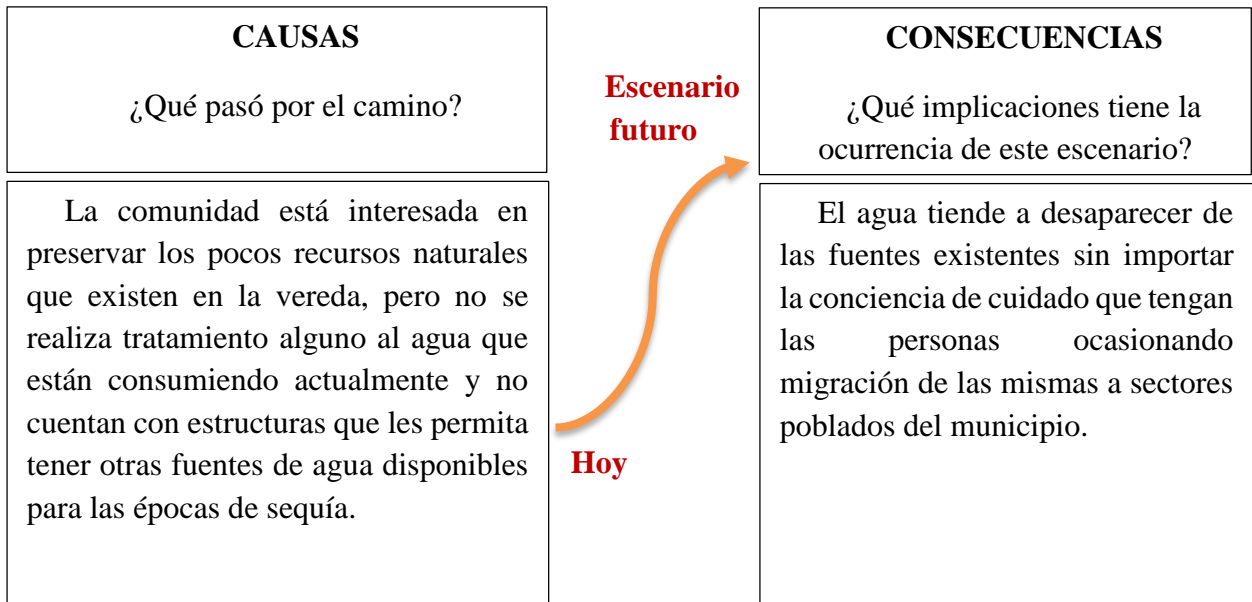 CAUSAS
¿Qué pasó por el camino?
La comunidad está interesada en
preservar los pocos recursos naturales
que existen en la vereda, pero no se
realiza tratamiento alguno al agua que
están consumiendo actualmente y no
cuentan con estructuras que les permita
tener otras fuentes de agua disponibles
para las épocas de sequía.
Escenario
futuro
Hoy
CONSECUENCIAS
¿Qué implicaciones tiene la
ocurrencia de este escenario?
El agua tiende a desaparecer de
las fuentes existentes sin importar
la conciencia de cuidado que tengan
las personas ocasionando
migración de las mismas a sectores
poblados del municipio.